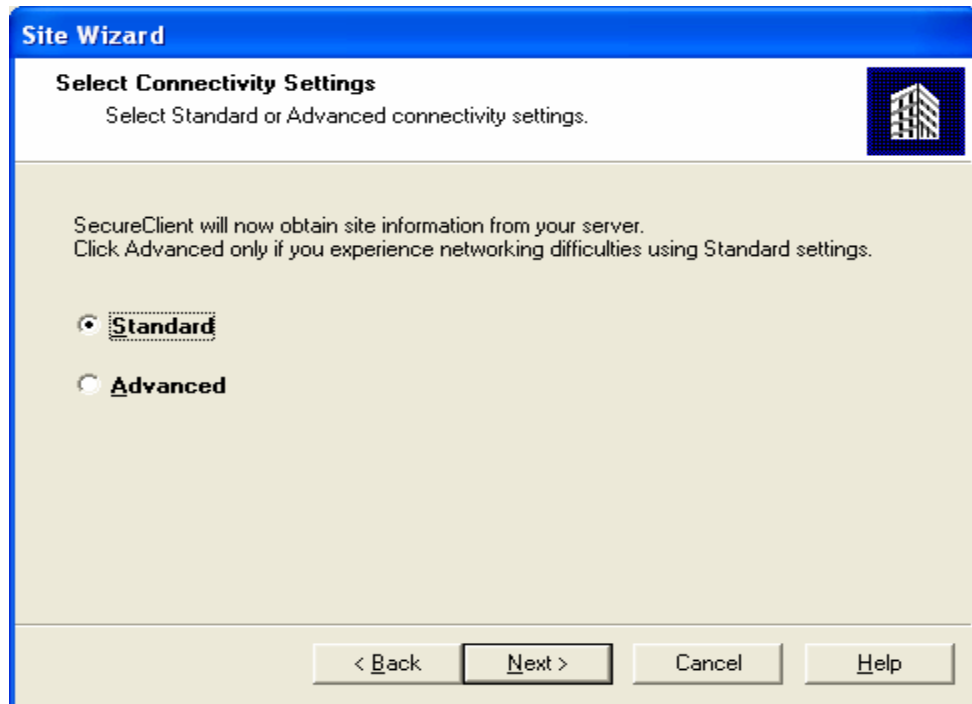 Site Wizard
Select Connectivity Settings
Select Standard or Advanced connectivity settings.
SecureClient will now obtain site information from your server.
Click Advanced only if you experience networking difficulties using Standard settings.
Standard
Advanced
< Back
Next >
Cancel
Help